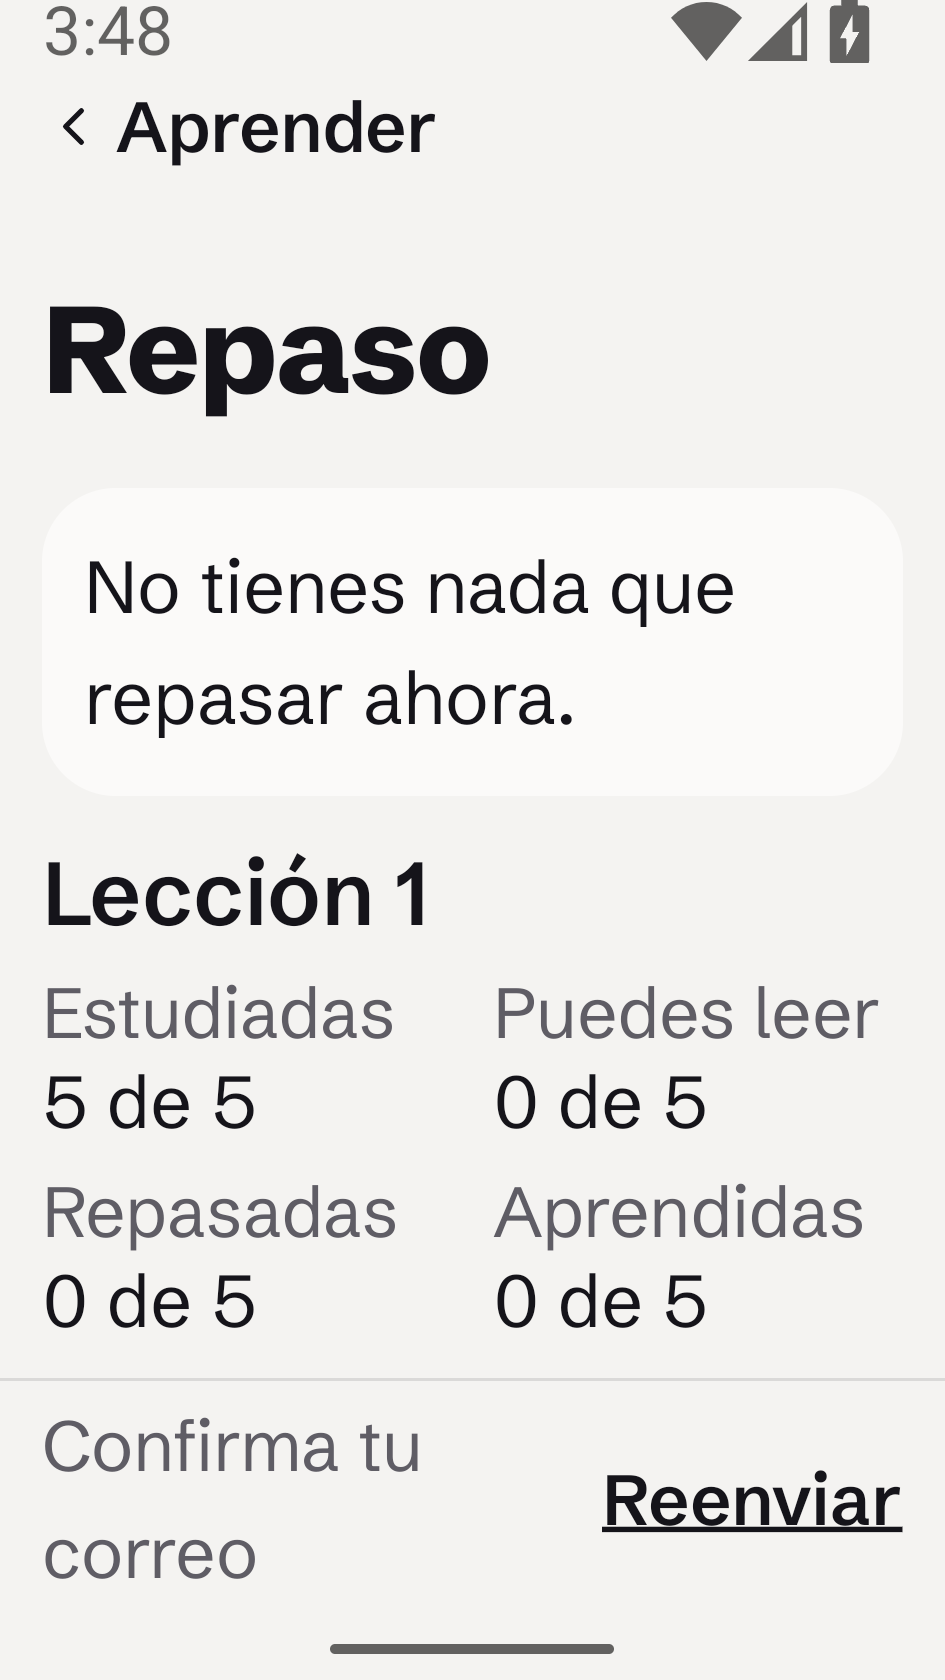 3:48
Aprender
Repaso
No tienes nada que
repasar ahora.
Lección 1
Estudiadas Puedes leer
5 de 5 0 de 5
Repasadas Aprendidas
0 de 5 0 de 5
Confirma tu
correo
Reenviar